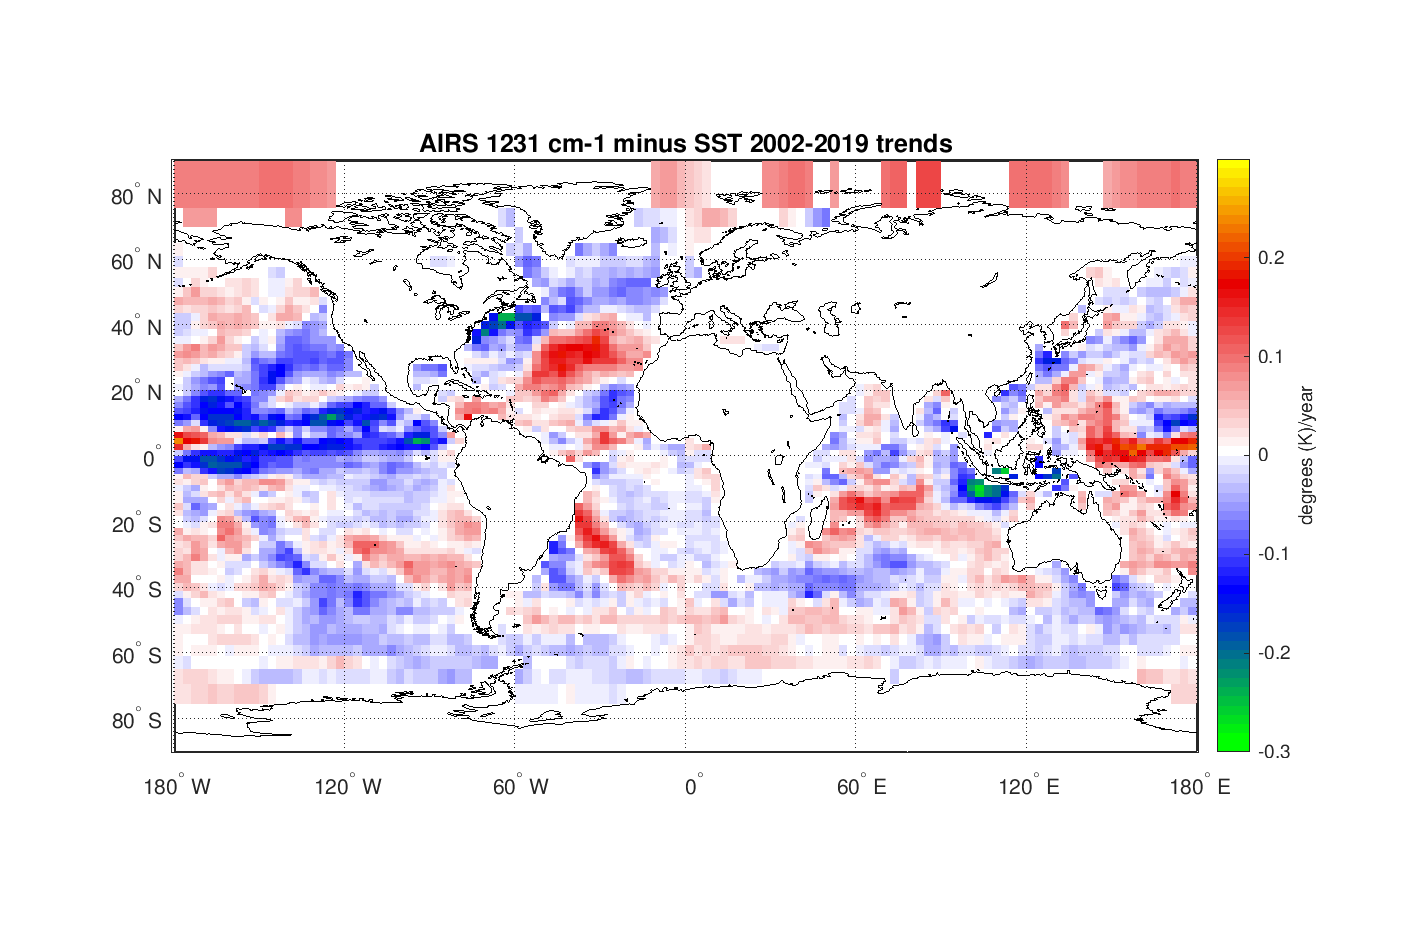 AIRS 1231 cm-1 minus SST 2002-2019 trends
80° N
60° N
40° N
20° N
0°
20° S
40° S
60° S
80° S
180° W
120° W
60° W
0°
60° E
120° E
180° E
0.2
0.1
0
-0.1
-0.2
-0.3
degrees (K)/year